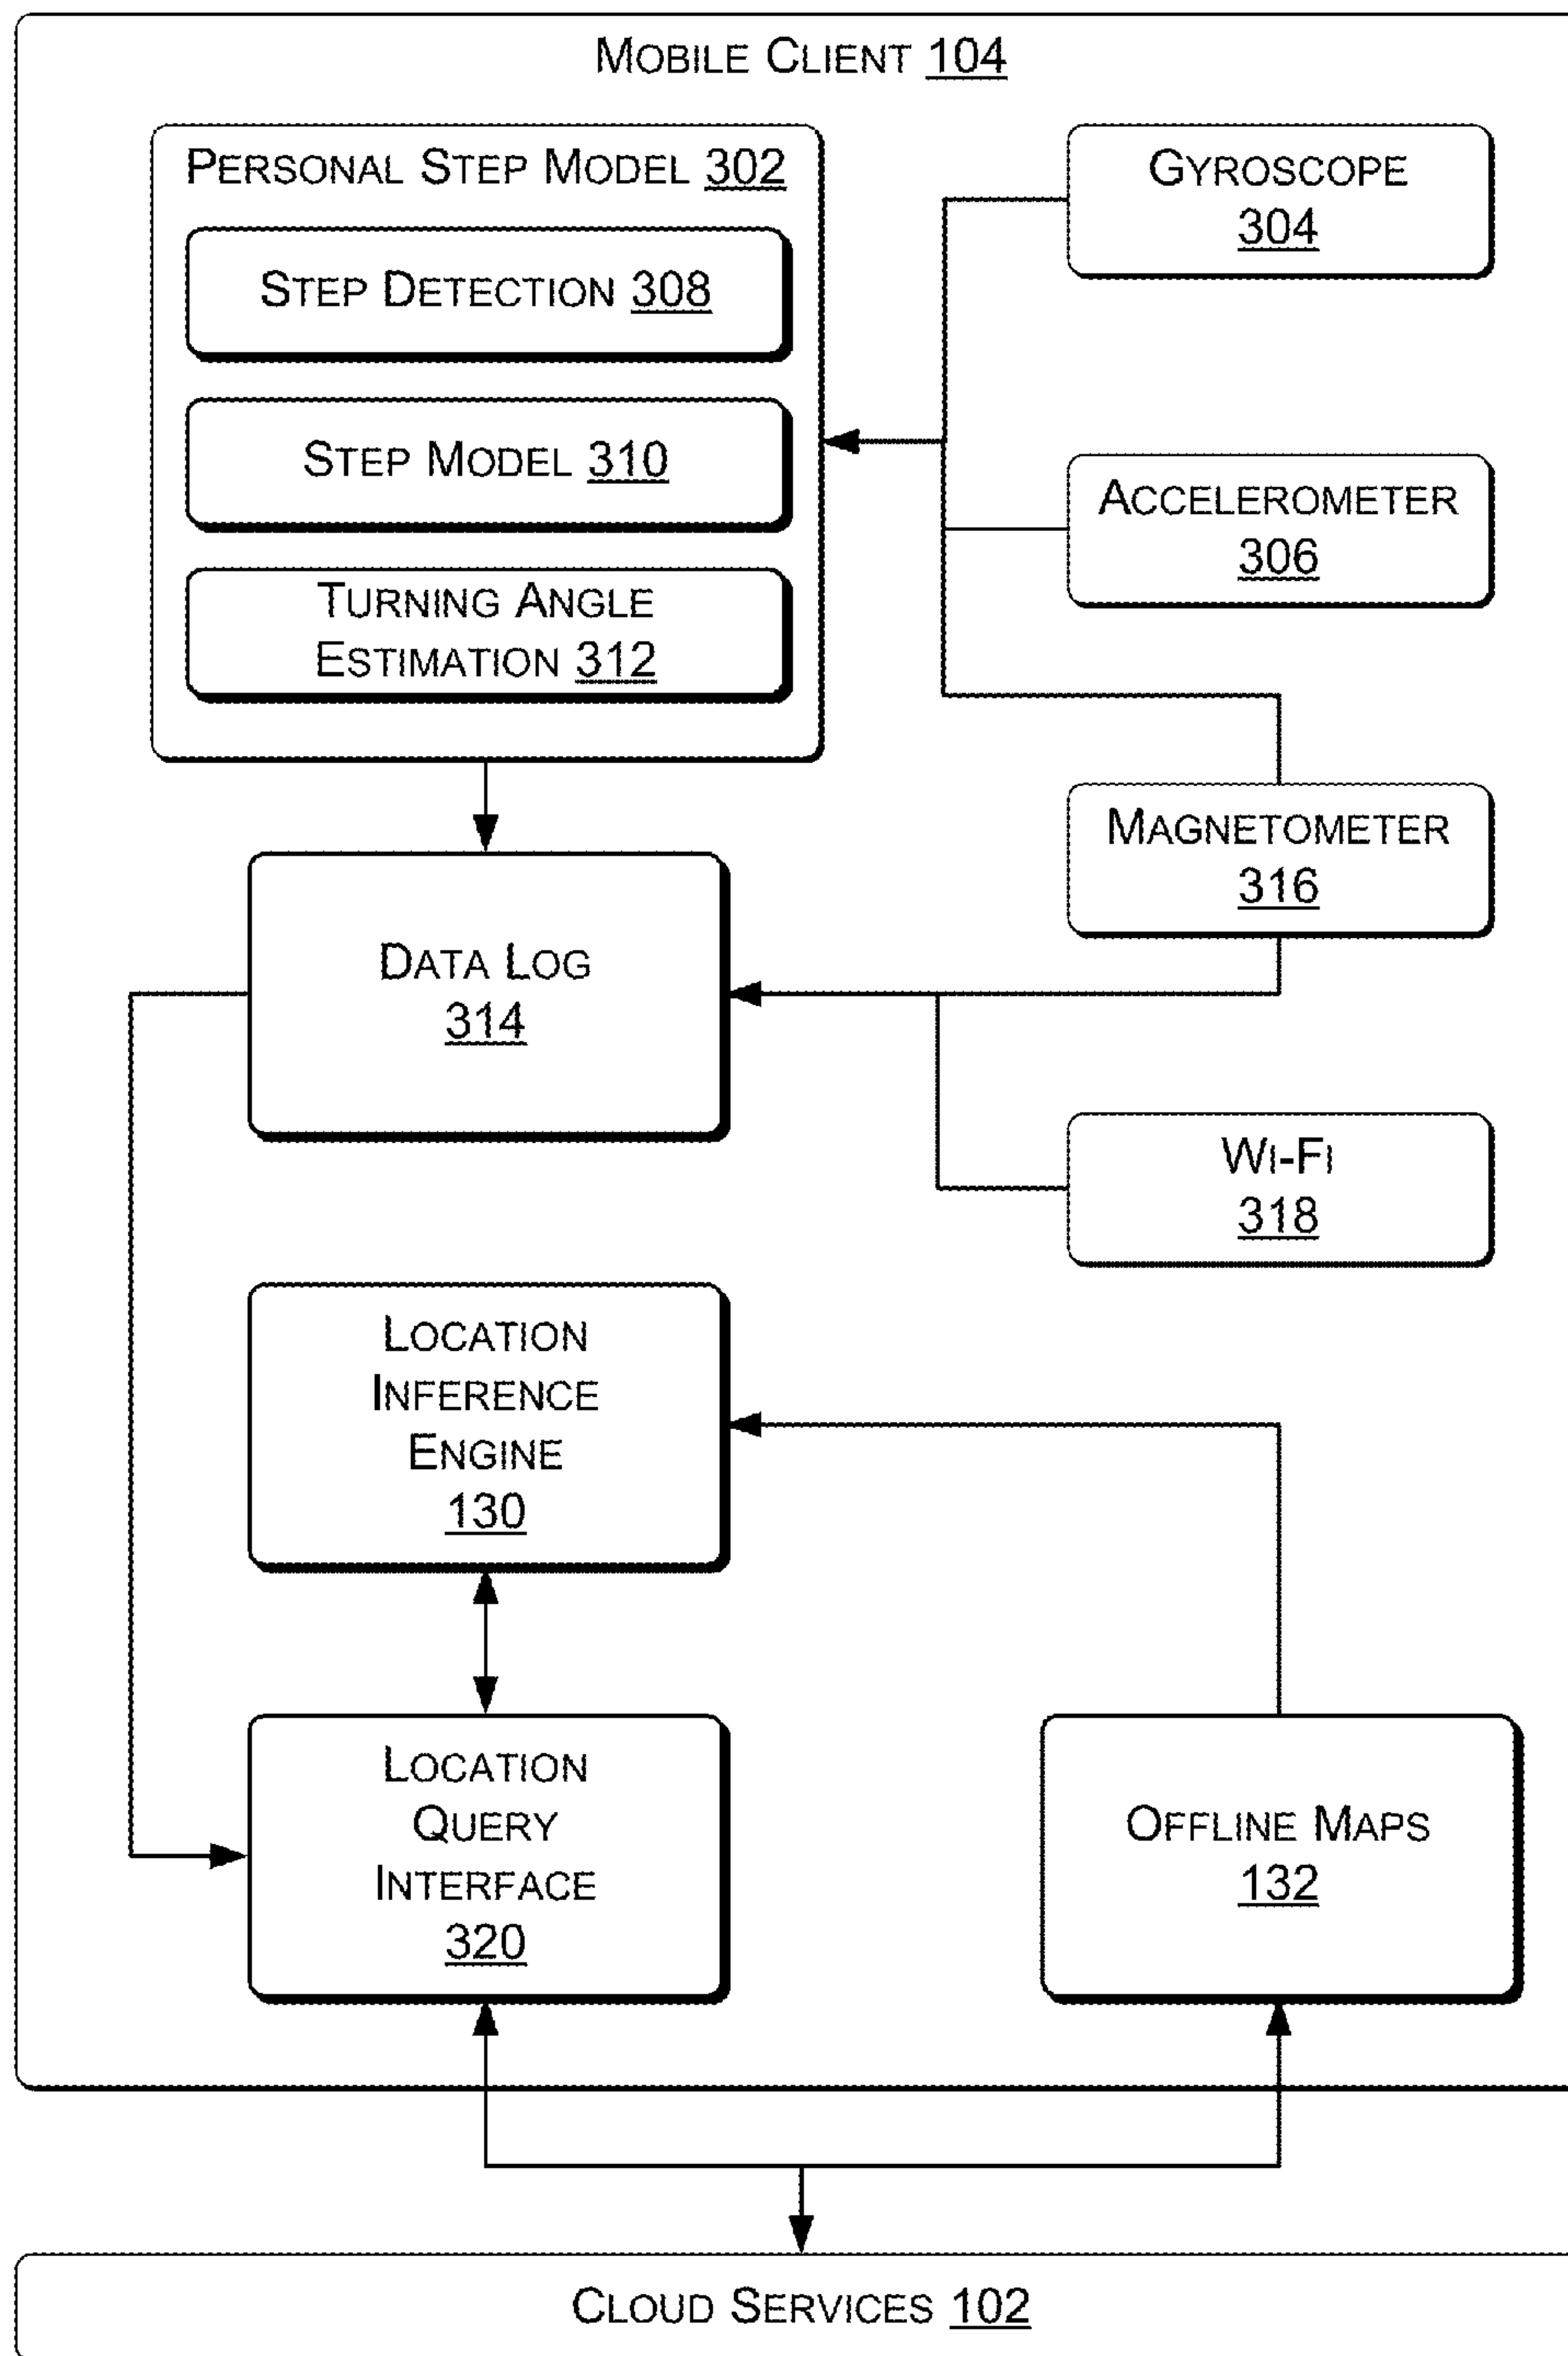 MOBILE CLIENT 104
PERSONAL STEP MODEL 302
STEP DETECTION 308
STEP MODEL 310
TURNING ANGLE
ESTIMATION 312
GYROSCOPE
304
ACCELEROMETER
306
MAGNETOMETER
316
DATA LOG
314
WI-FI
318
LOCATION
INFERENCE
ENGINE
130
LOCATION
QUERY
INTERFACE
320
OFFLINE MAPS
132
CLOUD SERVICES 102